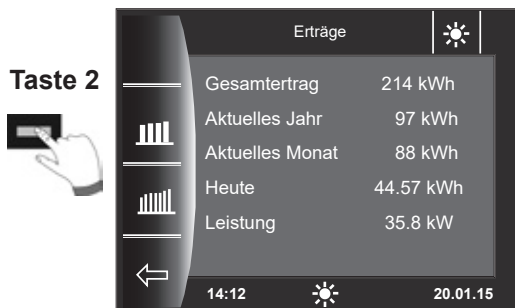 Erträge
Taste 2
Gesamtertrag 214 kWh
Aktuelles Jahr 97 kWh
Aktuelles Monat 88 kWh
Heute 44.57 kWh
Leistung 35.8 kW
14:12 20.01.15